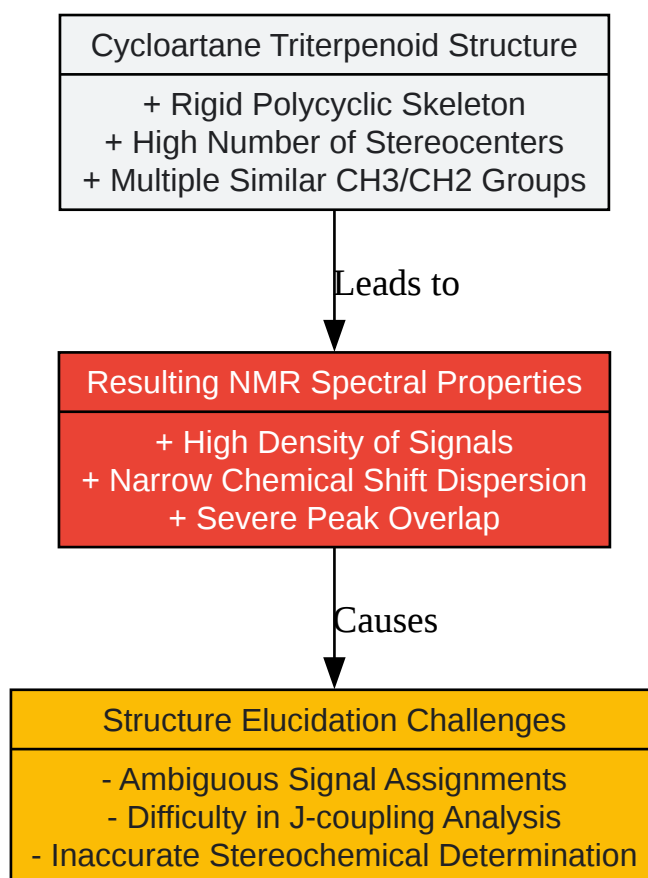 Cycloartane Triterpenoid Structure
+ Rigid Polycyclic Skeleton
+ High Number of Stereocenters
+ Multiple Similar CH3/CH2 Groups
Leads to
Resulting NMR Spectral Properties
+ High Density of Signals
+ Narrow Chemical Shift Dispersion
+ Severe Peak Overlap
Causes
Structure Elucidation Challenges
- Ambiguous Signal Assignments
- Difficulty in J-coupling Analysis
- Inaccurate Stereochemical Determination